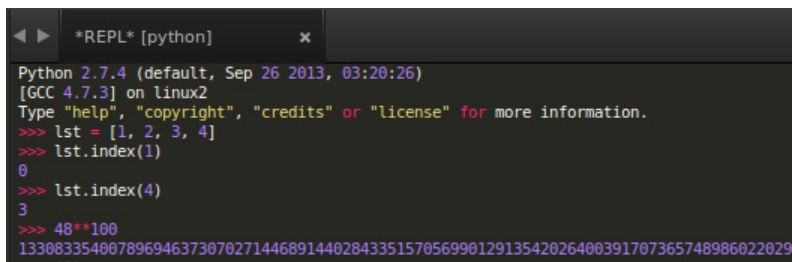 *REPL* [python]
Python 2.7.4 (default, Sep 26 2013, 03:20:26)
[GCC 4.7.3] on linux2
Type "help", "copyright", "credits" or "license" for more information.
>>> lst = [1, 2, 3, 4]
>>> lst.index(1)
0
>>> lst.index(4)
3
>>> 48**100
13308335400789694637307027144689144028433515705699012913542026400391707365748986022029